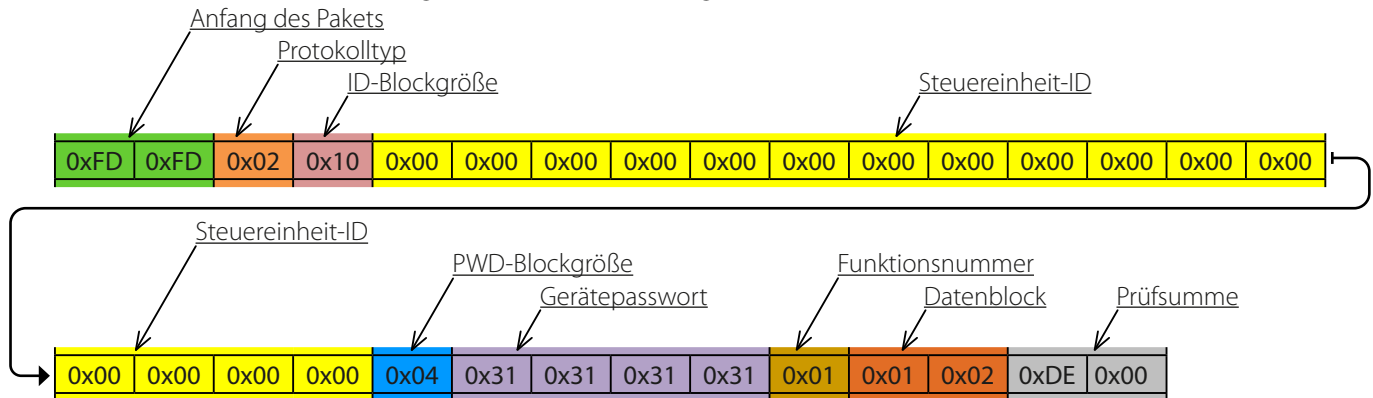 Anfang des Pakets
Protokolltyp
ID-Blockgröße Steuereinheit-ID
0xFD 0xFD 0x02 0x10 0x00 0x00 0x00 0x00 0x00 0x00 0x00 0x00 0x00 0x00 0x00 0x00
Steuereinheit-ID
PWD-Blockgröße Funktionsnummer
Gerätepasswort Datenblock Prüfsumme
0x00 0x00 0x00 0x00 0x04 0x31 0x31 0x31 0x31 0x01 0x01 0x02 0xDE 0x00